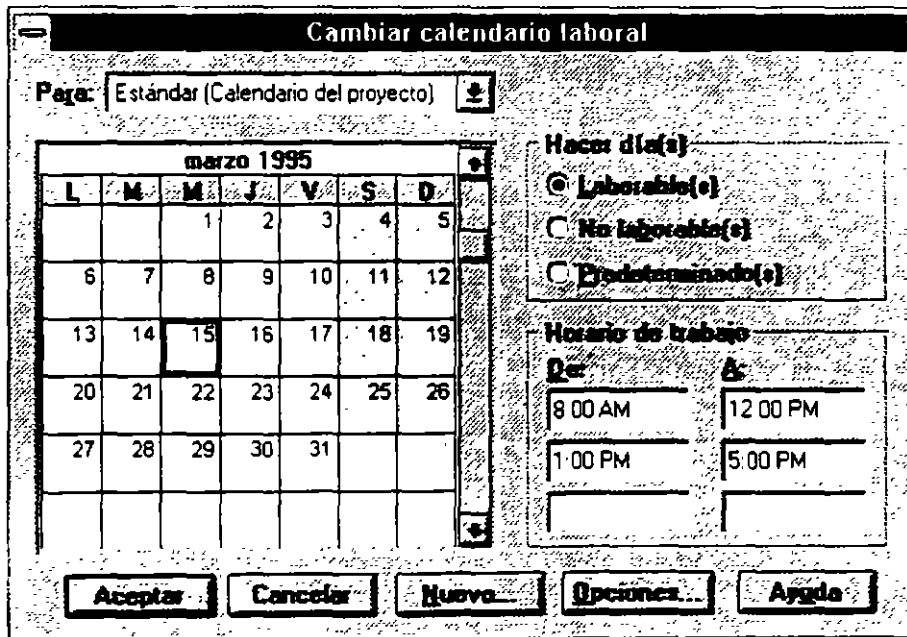 Cambiar calendario laboral
Para: Estándar (Calendario del proyecto)
marzo 1995
L M M J V S D
1 2 3 4 5
6 7 8 9 10 11 12
13 14 15 16 17 18 19
20 21 22 23 24 25 26
27 28 29 30 31
Hacer día(s)
Laborable(s)
No laborable(s)
Predeterminado(s)
Horario de trabajo
De: A:
8:00 AM 12:00 PM
1:00 PM 5:00 PM
Aceptar Cancelar Nuevo... Opciones... Ayuda